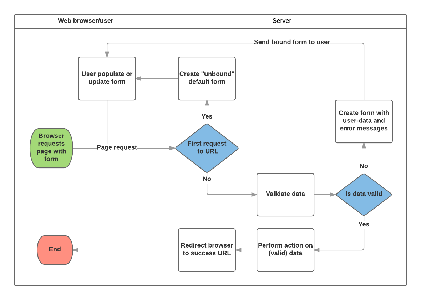 Web browser/user
Server
Send bound form to user
User populate or
update form
Create "unbound"
default form
Create form with
user-data and
error messages
Yes
Browser
requests
page with
form
Page request
First request
to URL
No
No
Validate data
Is data valid
Yes
End
Redirect browser
to success URL
Perform action on
(valid) data